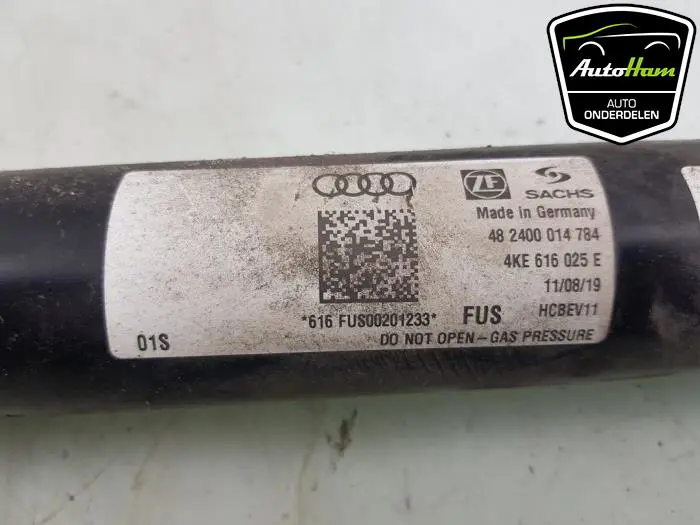 AutoHam
AUTO
ONDERDELEN
ZF SACHS
Made in Germany
48 2400 014 784
4KE 616 025 E
11/08/19
*616 FUS00201233* FUS HCBEV11
01S DO NOT OPEN - GAS PRESSURE